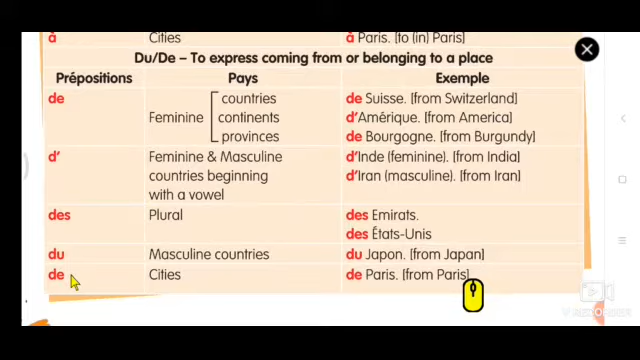 à Cities à Paris. [to (in) Paris]
Du/De – To express coming from or belonging to a place
Prépositions Pays Exemple
de Feminine countries de Suisse. [from Switzerland]
continents d'Amérique. [from America]
provinces de Bourgogne. [from Burgundy]
d' Feminine & Masculine d'Inde (feminine). [from India]
countries beginning d'Iran (masculine). [from Iran]
with a vowel
des Plural des Emirats.
des États-Unis
du Masculine countries du Japon. [from Japan]
de Cities de Paris. [from Paris]